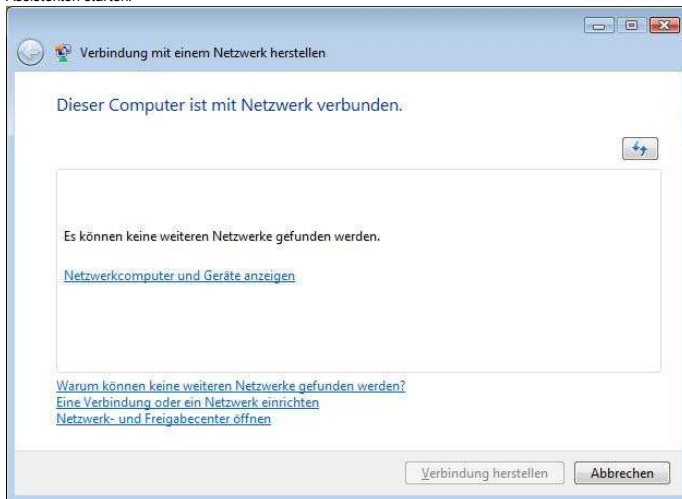 Assistenten starten.
Verbindung mit einem Netzwerk herstellen
Dieser Computer ist mit Netzwerk verbunden.
Es können keine weiteren Netzwerke gefunden werden.
Netzwerkcomputer und Geräte anzeigen
Warum können keine weiteren Netzwerke gefunden werden?
Eine Verbindung oder ein Netzwerk einrichten
Netzwerk- und Freigabecenter öffnen
Verbindung herstellen
Abbrechen